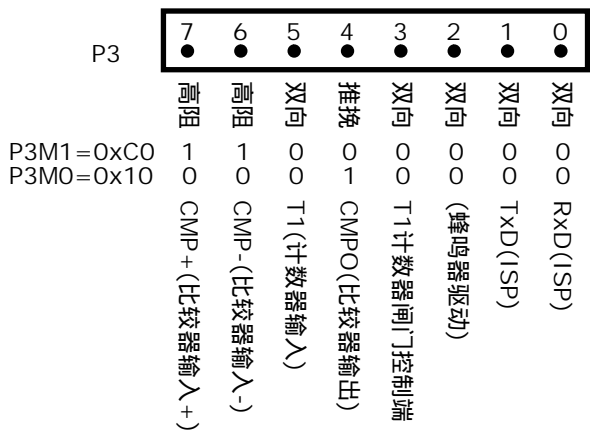 7 6 5 4 3 2 1 0
P3
高阻 高阻 双向 推挽 双向 双向 双向 双向
P3M1=0xC0 1 1 0 0 0 0 0 0
P3M0=0x10 0 0 0 1 0 0 0 0
CMP+(比较器输入+)
CMP-(比较器输入-)
T1(计数器输入)
CMPO(比较器输出)
T1计数器闸门控制端
(蜂鸣器驱动)
TxD(ISP)
RxD(ISP)